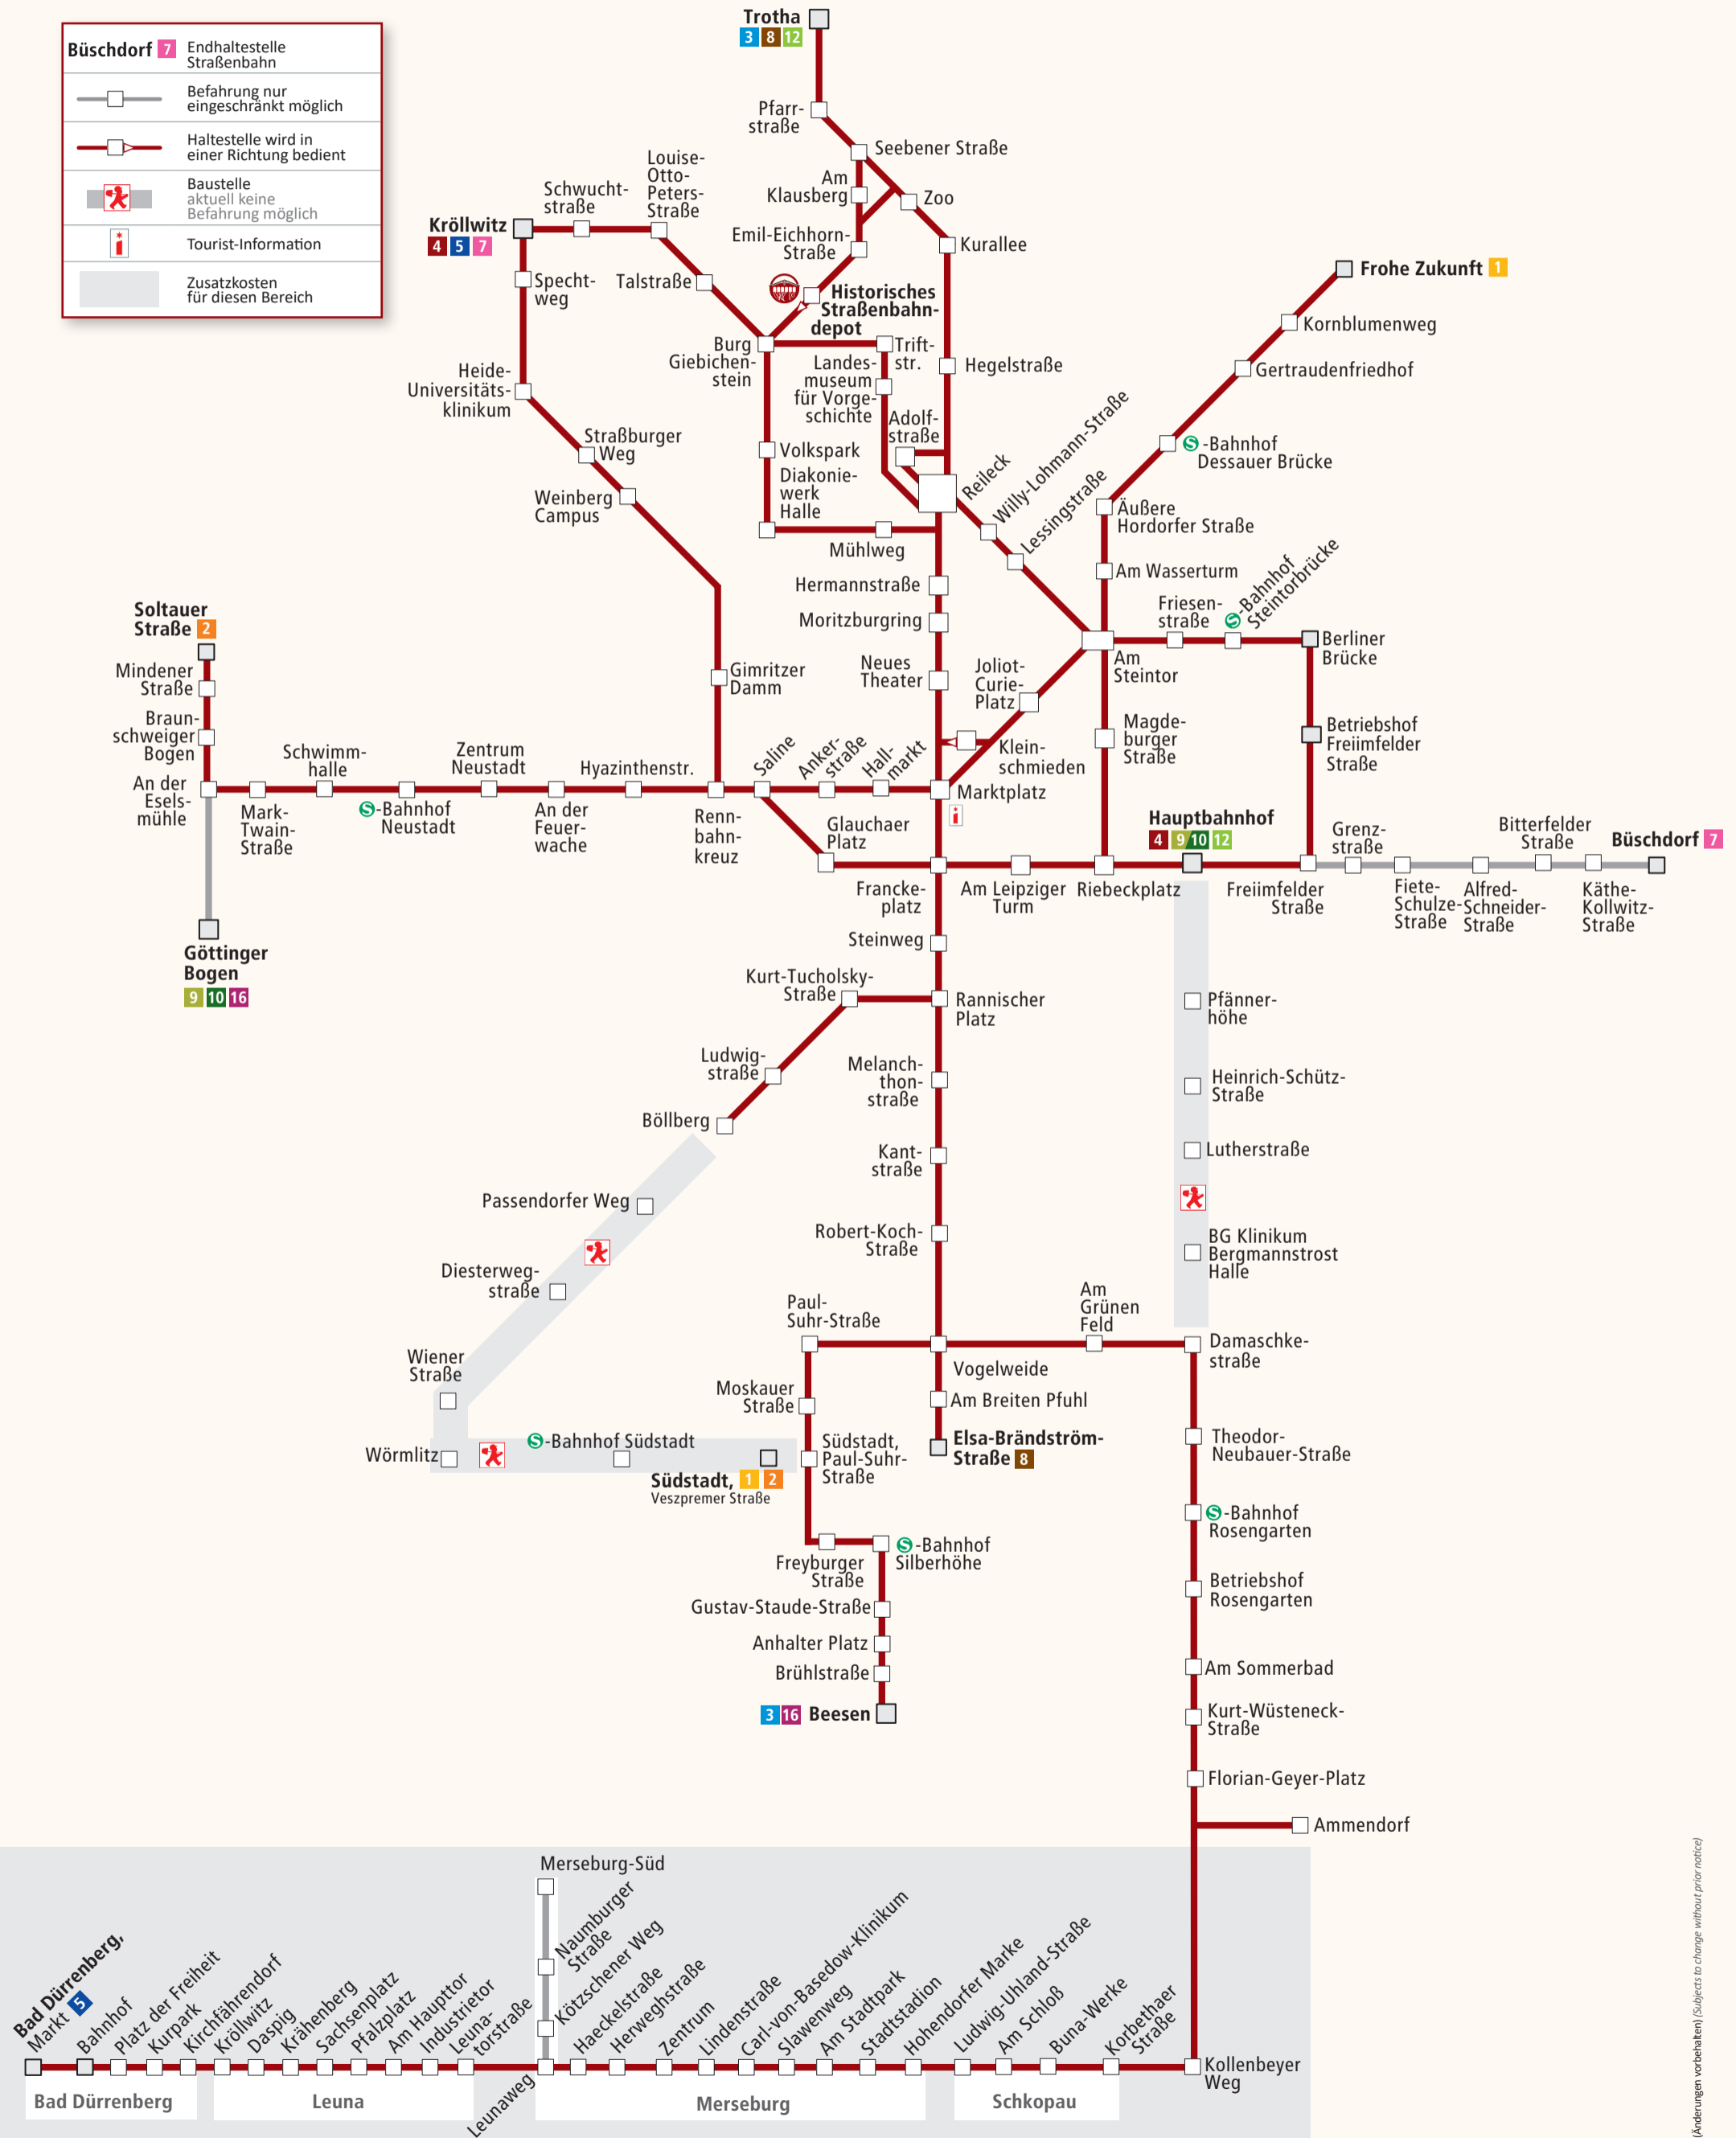 Büschdorf 7
Endhaltestelle
Straßenbahn
Befahrung nur
eingeschränkt möglich
Haltestelle wird in
einer Richtung bedient
Baustelle
aktuell keine
Befahrung möglich
Tourist-Information
Zusatzkosten
für diesen Bereich
Trotha
3 8 12
Pfarr-
straße
Seebener Straße
Am
Klausberg
Zoo
Emil-Eichhorn-
Straße
Kurallee
Louise-
Otto-
Peters-
Straße
Schwucht-
straße
Kröllwitz
4 5 7
Specht-
weg
Talstraße
Historisches
Straßenbahn-
depot
Frohe Zukunft 1
Kornblumenweg
Gertraudenfriedhof
S-Bahnhof
Dessauer Brücke
Äußere
Hordorfer Straße
Am Wasserturm
Burg
Giebichen-
stein
Trift-
str.
Landes-
museum
für Vorge-
schichte
Hegelstraße
Adolf-
straße
Heide-
Universitäts-
klinikum
Straßburger
Weg
Weinberg
Campus
Volkspark
Diakonie-
werk
Halle
Mühlweg
Reileck
Willy-Lohmann-Straße
Lessingstraße
Hermannstraße
Moritzburgring
Friesen-
straße
S-Bahnhof
Steintorbrücke
Berliner
Brücke
Am
Steintor
Neues
Theater
Joliot-
Curie-
Platz
Magde-
burger
Straße
Betriebshof
Freiimfelder
Straße
Soltauer
Straße 2
Mindener
Straße
Braun-
schweiger
Bogen
An der
Esels-
mühle
Mark-
Twain-
Straße
Schwimm-
halle
S-Bahnhof
Neustadt
Zentrum
Neustadt
An der
Feuer-
wache
Hyazinthenstr.
Gimritzer
Damm
Renn-
bahn-
kreuz
Saline
Anker-
straße
Hall-
markt
Klein-
schmieden
Marktplatz
i
Glauchaer
Platz
Francke-
platz
Am Leipziger
Turm
Riebeckplatz
Hauptbahnhof
4 9 10 12
Freiimfelder
Straße
Grenz-
straße
Fiete-
Schulze-
Straße
Alfred-
Schneider-
Straße
Bitterfelder
Straße
Käthe-
Kollwitz-
Straße
Büschdorf 7
Göttinger
Bogen
9 10 16
Steinweg
Kurt-Tucholsky-
Straße
Rannischer
Platz
Pfänner-
höhe
Ludwig-
straße
Melanch-
thon-
straße
Heinrich-Schütz-
Straße
Böllberg
Kant-
straße
Lutherstraße
Passendorfer Weg
Robert-Koch-
Straße
BG Klinikum
Bergmannstrost
Halle
Diesterweg-
straße
Paul-
Suhr-Straße
Am
Grünen
Feld
Damaschke-
straße
Wiener
Straße
Vogelweide
Moskauer
Straße
Am Breiten Pfuhl
Wörmlitz
S-Bahnhof Südstadt
Südstadt, 1 2
Veszpremer Straße
Südstadt,
Paul-Suhr-
Straße
Elsa-Brändström-
Straße 8
Theodor-
Neubauer-Straße
S-Bahnhof
Rosengarten
Freyburger
Straße
S-Bahnhof
Silberhöhe
Betriebshof
Rosengarten
Gustav-Staude-Straße
Anhalter Platz
Brühlstraße
3 16 Beesen
Am Sommerbad
Kurt-Wüsteneck-
Straße
Florian-Geyer-Platz
Ammendorf
Merseburg-Süd
Naumburger
Straße
Kötzschener Weg
Bad Dürrenberg,
Markt 5
Bahnhof
Platz der Freiheit
Kurpark
Kirchfährendorf
Kröllwitz
Daspig
Krähenberg
Sachsenplatz
Pfalzplatz
Am Haupttor
Industrietor
Leuna-
torstraße
Leunaweg
Haeckelstraße
Herweghstraße
Zentrum
Lindenstraße
Carl-von-Basedow-Klinikum
Slawenweg
Am Stadtpark
Stadtstadion
Hohendorfer Marke
Ludwig-Uhland-Straße
Am Schloß
Buna-Werke
Korbethaer
Straße
Kollenbeyer
Weg
Bad Dürrenberg
Leuna
Merseburg
Schkopau
(Änderungen vorbehalten) (Subjects to change without prior notice)